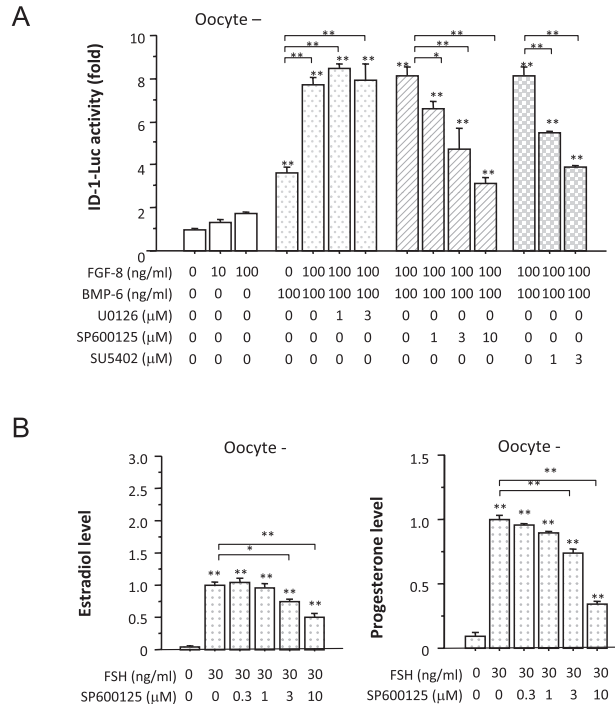 A
Oocyte –
ID-1-Luc activity (fold)
10
8
6
4
2
0
** ** ** ** ** ** **
** ** ** ** * ** **
** ** ** ** **
FGF-8 (ng/ml) 0 10 100 0 100 100 100 100 100 100 100 100 100 100
BMP-6 (ng/ml) 0 0 0 100 100 100 100 100 100 100 100 100 100 100
U0126 (μM) 0 0 0 0 0 1 3 0 0 0 0 0 0 0
SP600125 (μM) 0 0 0 0 0 0 0 0 1 3 10 0 0 0
SU5402 (μM) 0 0 0 0 0 0 0 0 0 0 0 0 1 3
B
Oocyte -
Estradiol level
3.0
2.5
2.0
1.5
1.0
0.5
0
**
*
** ** ** ** **
FSH (ng/ml) 0 30 30 30 30 30
SP600125 (μM) 0 0 0.3 1 3 10
Oocyte -
Progesterone level
1.5
1.0
0.5
0
**
**
** ** ** ** **
FSH (ng/ml) 0 30 30 30 30 30
SP600125 (μM) 0 0 0.3 1 3 10